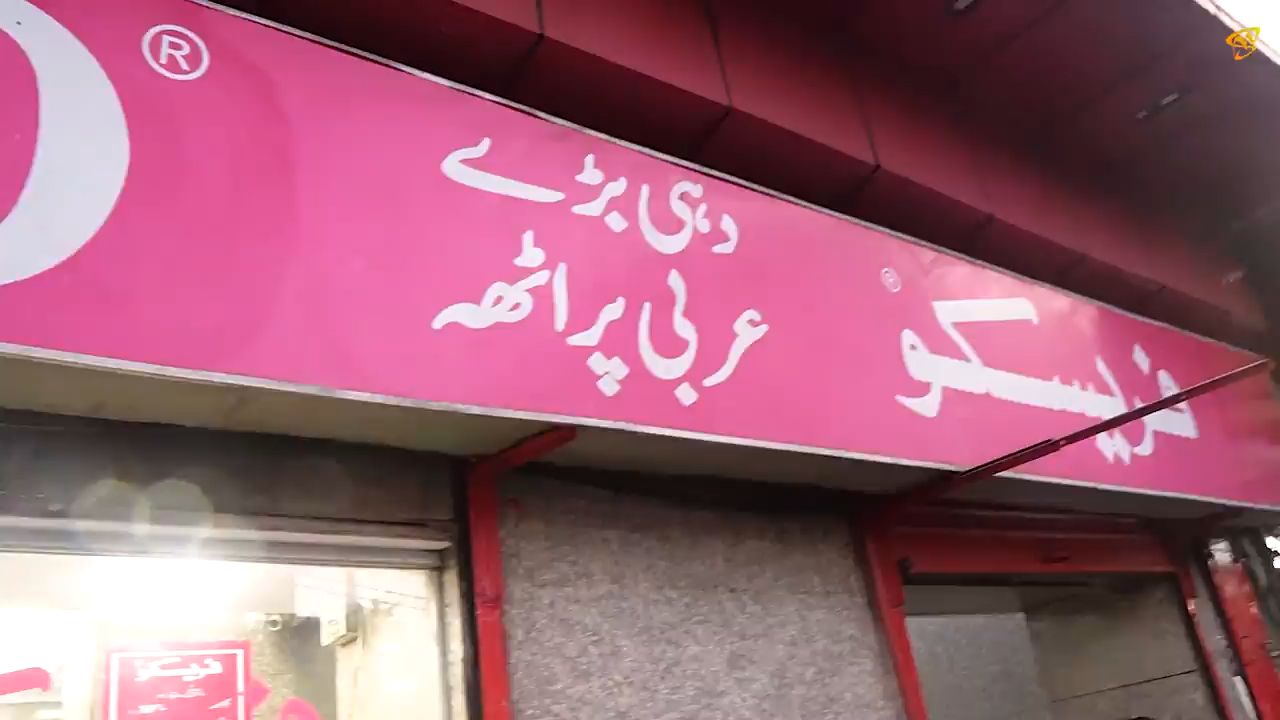 فریسکو ®
دہی بڑے
عربی پراٹھہ
®